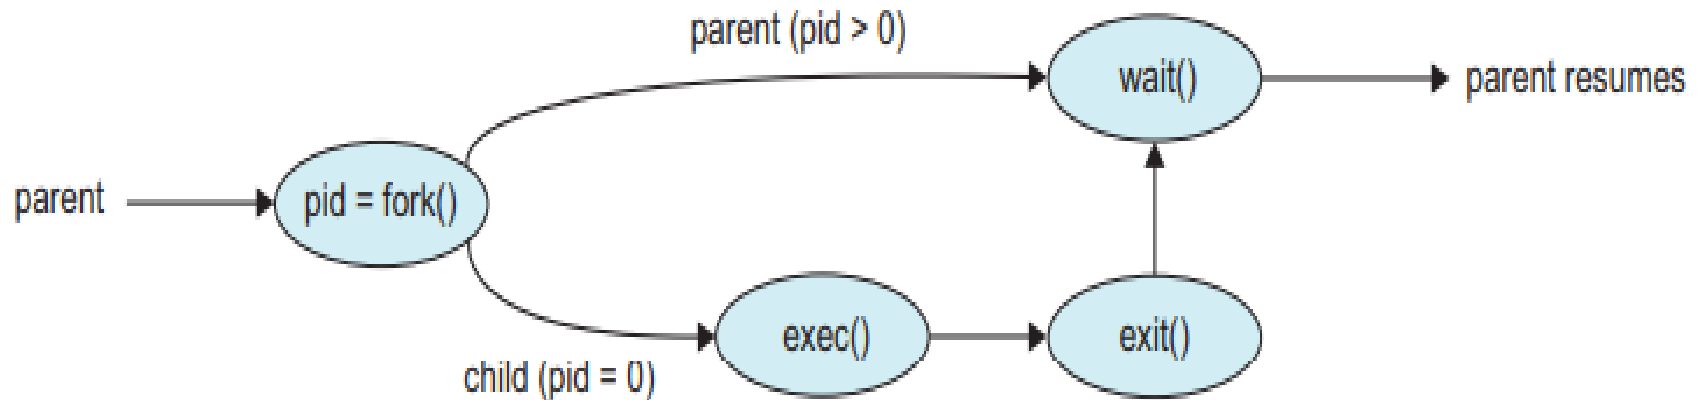 parent (pid > 0)
wait()
parent resumes
parent
pid = fork()
exec()
exit()
child (pid = 0)